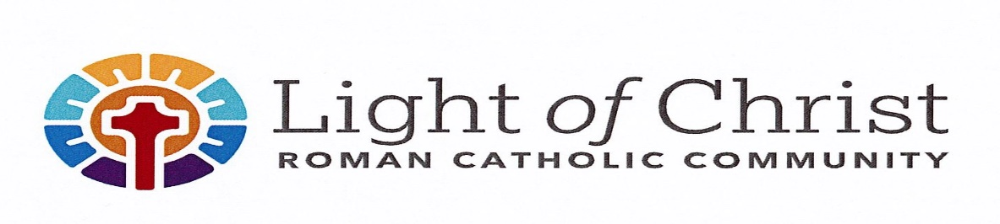 Light of Christ
ROMAN CATHOLIC COMMUNITY